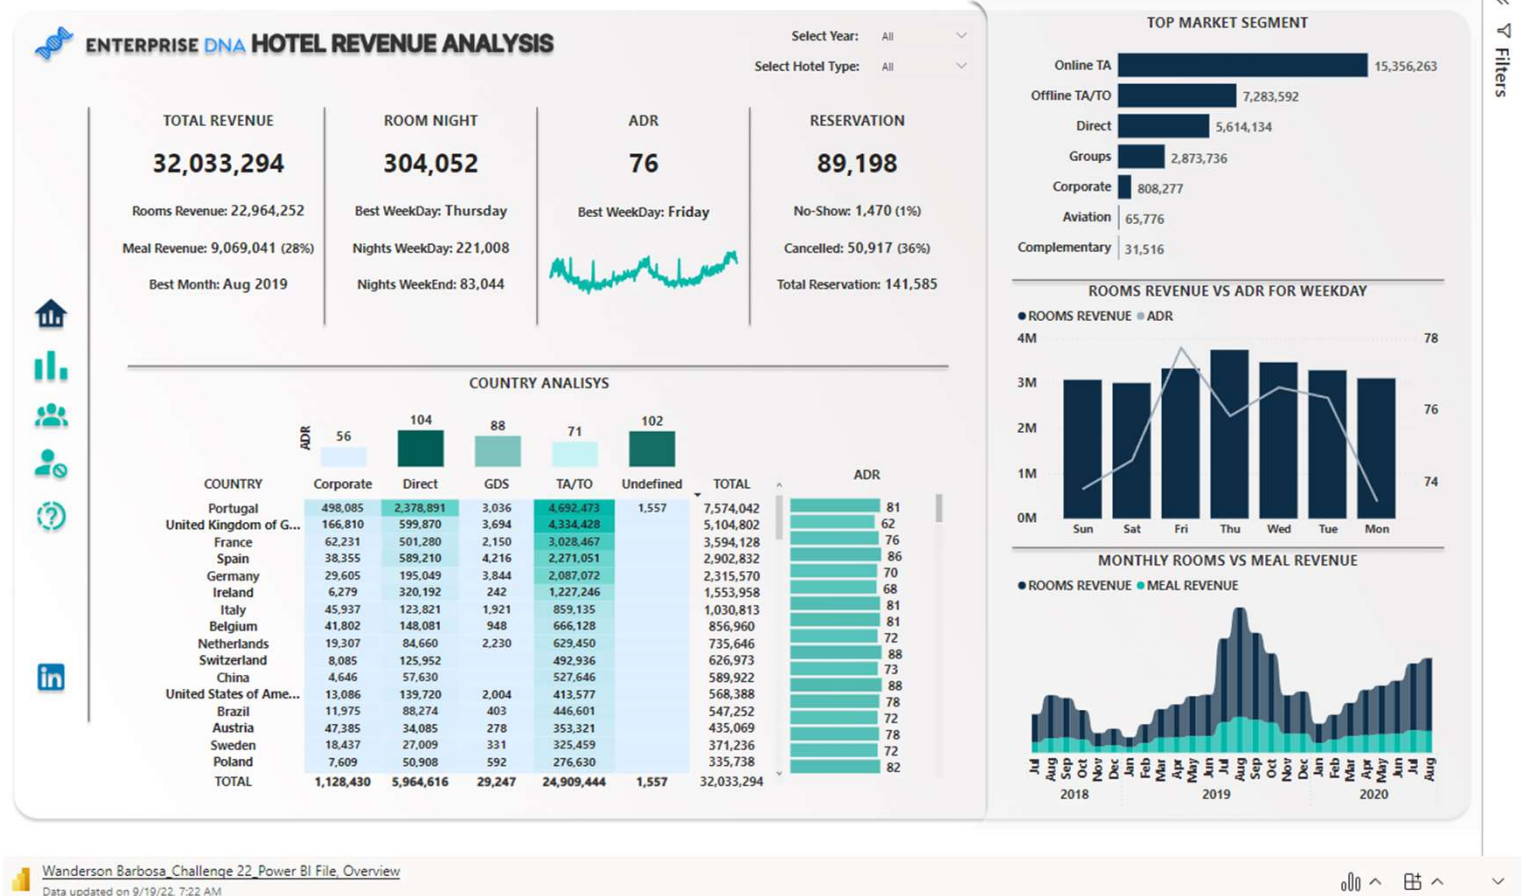 ENTERPRISE DNA HOTEL REVENUE ANALYSIS
Select Year: All
Select Hotel Type: All
TOTAL REVENUE
32,033,294
Rooms Revenue: 22,964,252
Meal Revenue: 9,069,041 (28%)
Best Month: Aug 2019
ROOM NIGHT
304,052
Best WeekDay: Thursday
Nights WeekDay: 221,008
Nights WeekEnd: 83,044
ADR
76
Best WeekDay: Friday
RESERVATION
89,198
No-Show: 1,470 (1%)
Cancelled: 50,917 (36%)
Total Reservation: 141,585
COUNTRY ANALISYS
ADR
56 104 88 71 102
COUNTRY Corporate Direct GDS TA/TO Undefined TOTAL ADR
Portugal 498,085 2,378,891 3,036 4,692,473 1,557 7,574,042 81
United Kingdom of G... 166,810 599,870 3,694 4,334,428 5,104,802 62
France 62,231 501,280 2,150 3,028,467 3,594,128 76
Spain 38,355 589,210 4,216 2,271,051 2,902,832 86
Germany 29,605 195,049 3,844 2,087,072 2,315,570 70
Ireland 6,279 320,192 242 1,227,246 1,553,958 68
Italy 45,937 123,821 1,921 859,135 1,030,813 81
Belgium 41,802 148,081 948 666,128 856,960 81
Netherlands 19,307 84,660 2,230 629,450 735,646 72
Switzerland 8,085 125,952 492,936 626,973 88
China 4,646 57,630 527,646 589,922 73
United States of Ame... 13,086 139,720 2,004 413,577 568,388 88
Brazil 11,975 88,274 403 446,601 547,252 78
Austria 47,385 34,085 278 353,321 435,069 72
Sweden 18,437 27,009 331 325,459 371,236 78
Poland 7,609 50,908 592 276,630 335,738 72
82
TOTAL 1,128,430 5,964,616 29,247 24,909,444 1,557 32,033,294
TOP MARKET SEGMENT
Online TA 15,356,263
Offline TA/TO 7,283,592
Direct 5,614,134
Groups 2,873,736
Corporate 808,277
Aviation 65,776
Complementary 31,516
ROOMS REVENUE VS ADR FOR WEEKDAY
ROOMS REVENUE ADR
4M 78
3M
76
2M
1M 74
0M
Sun Sat Fri Thu Wed Tue Mon
MONTHLY ROOMS VS MEAL REVENUE
ROOMS REVENUE MEAL REVENUE
Jul Aug Sep Oct Nov Dec Jan Feb Mar Apr May Jun Jul Aug Sep Oct Nov Dec Jan Feb Mar Apr May Jun Jul Aug
2018 2019 2020
Filters
in
Wanderson Barbosa_Challenge 22_Power BI File, Overview
Data updated on 9/19/22, 7:22 AM